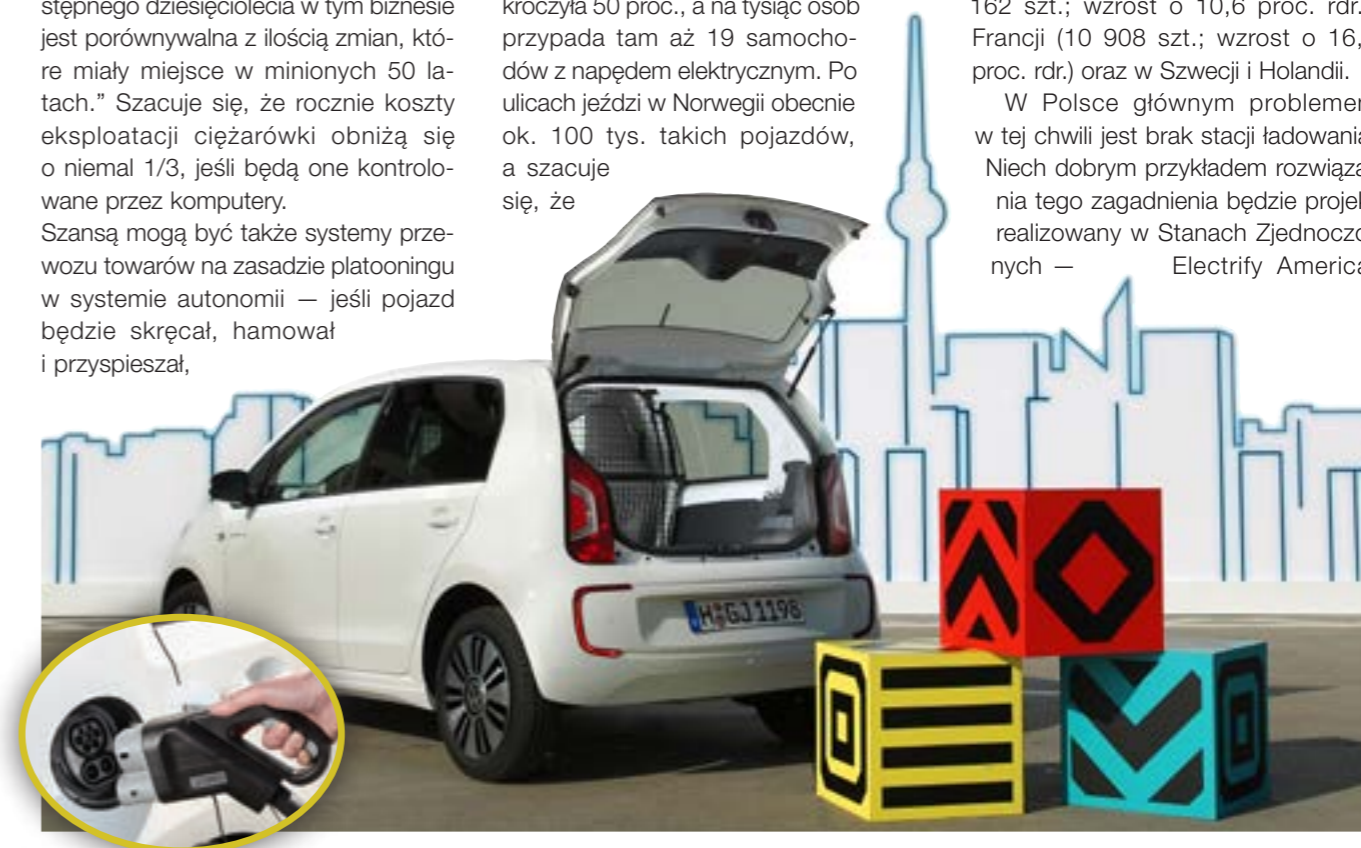 stępnego dziesięciolecia w tym biznesie
jest porównywalna z ilością zmian, któ-
re miały miejsce w minionych 50 la-
tach.” Szacuje się, że rocznie koszty
eksploatacji ciężarówki obniżą się
o niemal 1/3, jeśli będą one kontrolo-
wane przez komputery.
Szansą mogą być także systemy prze-
wozu towarów na zasadzie platooningu
w systemie autonomii — jeśli pojazd
będzie skręcał, hamował
i przyspieszał,
kroczyła 50 proc., a na tysiąc osób
przypada tam aż 19 samocho-
dów z napędem elektrycznym. Po
ulicach jeździ w Norwegii obecnie
ok. 100 tys. takich pojazdów,
a szacuje
się, że
162 szt.; wzrost o 10,6 proc. rdr.
Francji (10 908 szt.; wzrost o 16,
proc. rdr.) oraz w Szwecji i Holandii.
W Polsce głównym problemem
w tej chwili jest brak stacji ładowania
Niech dobrym przykładem rozwiąza
nia tego zagadnienia będzie projek
realizowany w Stanach Zjednoczo
nych — Electrify America
H GJ 1198